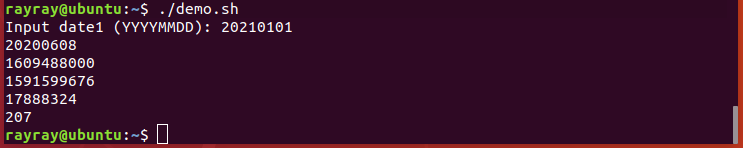 rayray@ubuntu:~$ ./demo.sh
Input date1 (YYYYMMDD): 20210101
20200608
1609488000
1591599676
17888324
207
rayray@ubuntu:~$